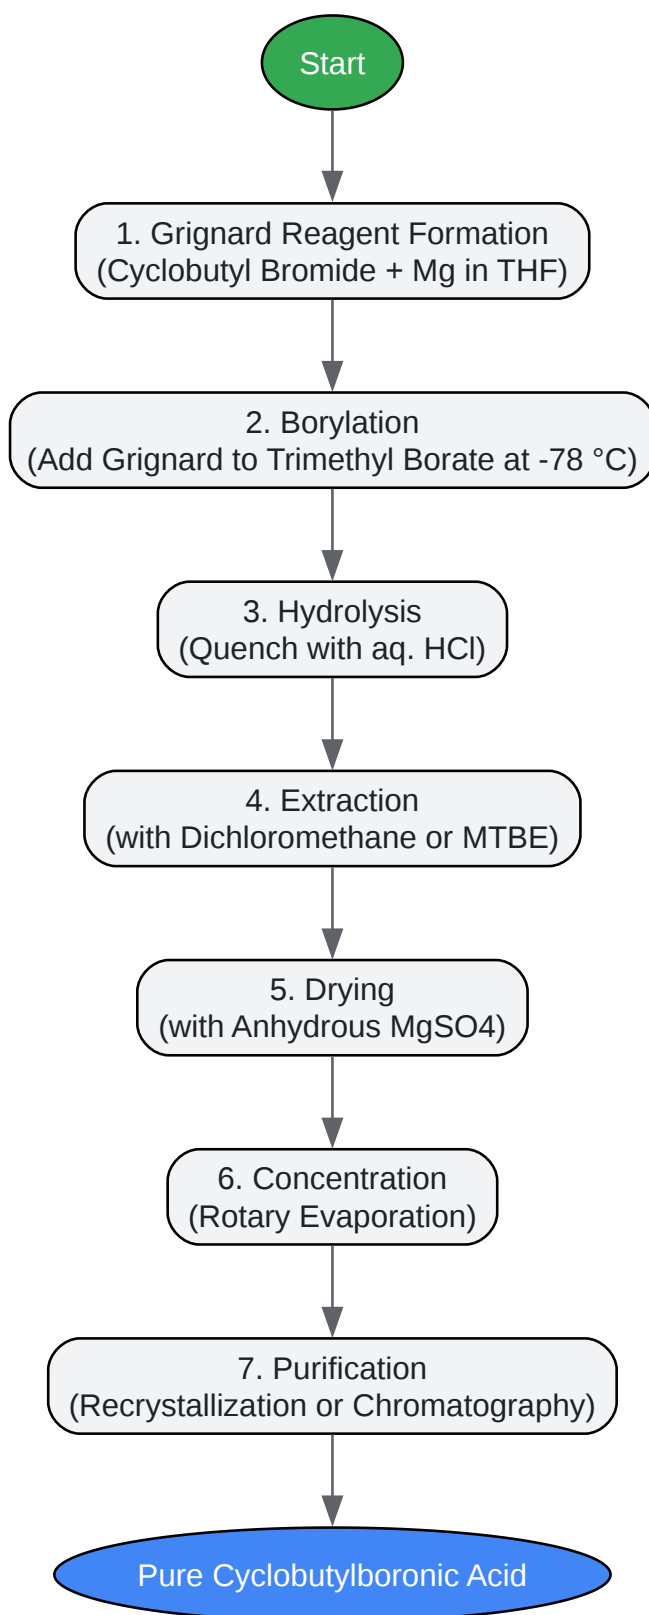 Start
1. Grignard Reagent Formation
(Cyclobutyl Bromide + Mg in THF)
2. Borylation
(Add Grignard to Trimethyl Borate at -78 °C)
3. Hydrolysis
(Quench with aq. HCl)
4. Extraction
(with Dichloromethane or MTBE)
5. Drying
(with Anhydrous MgSO4)
6. Concentration
(Rotary Evaporation)
7. Purification
(Recrystallization or Chromatography)
Pure Cyclobutylboronic Acid